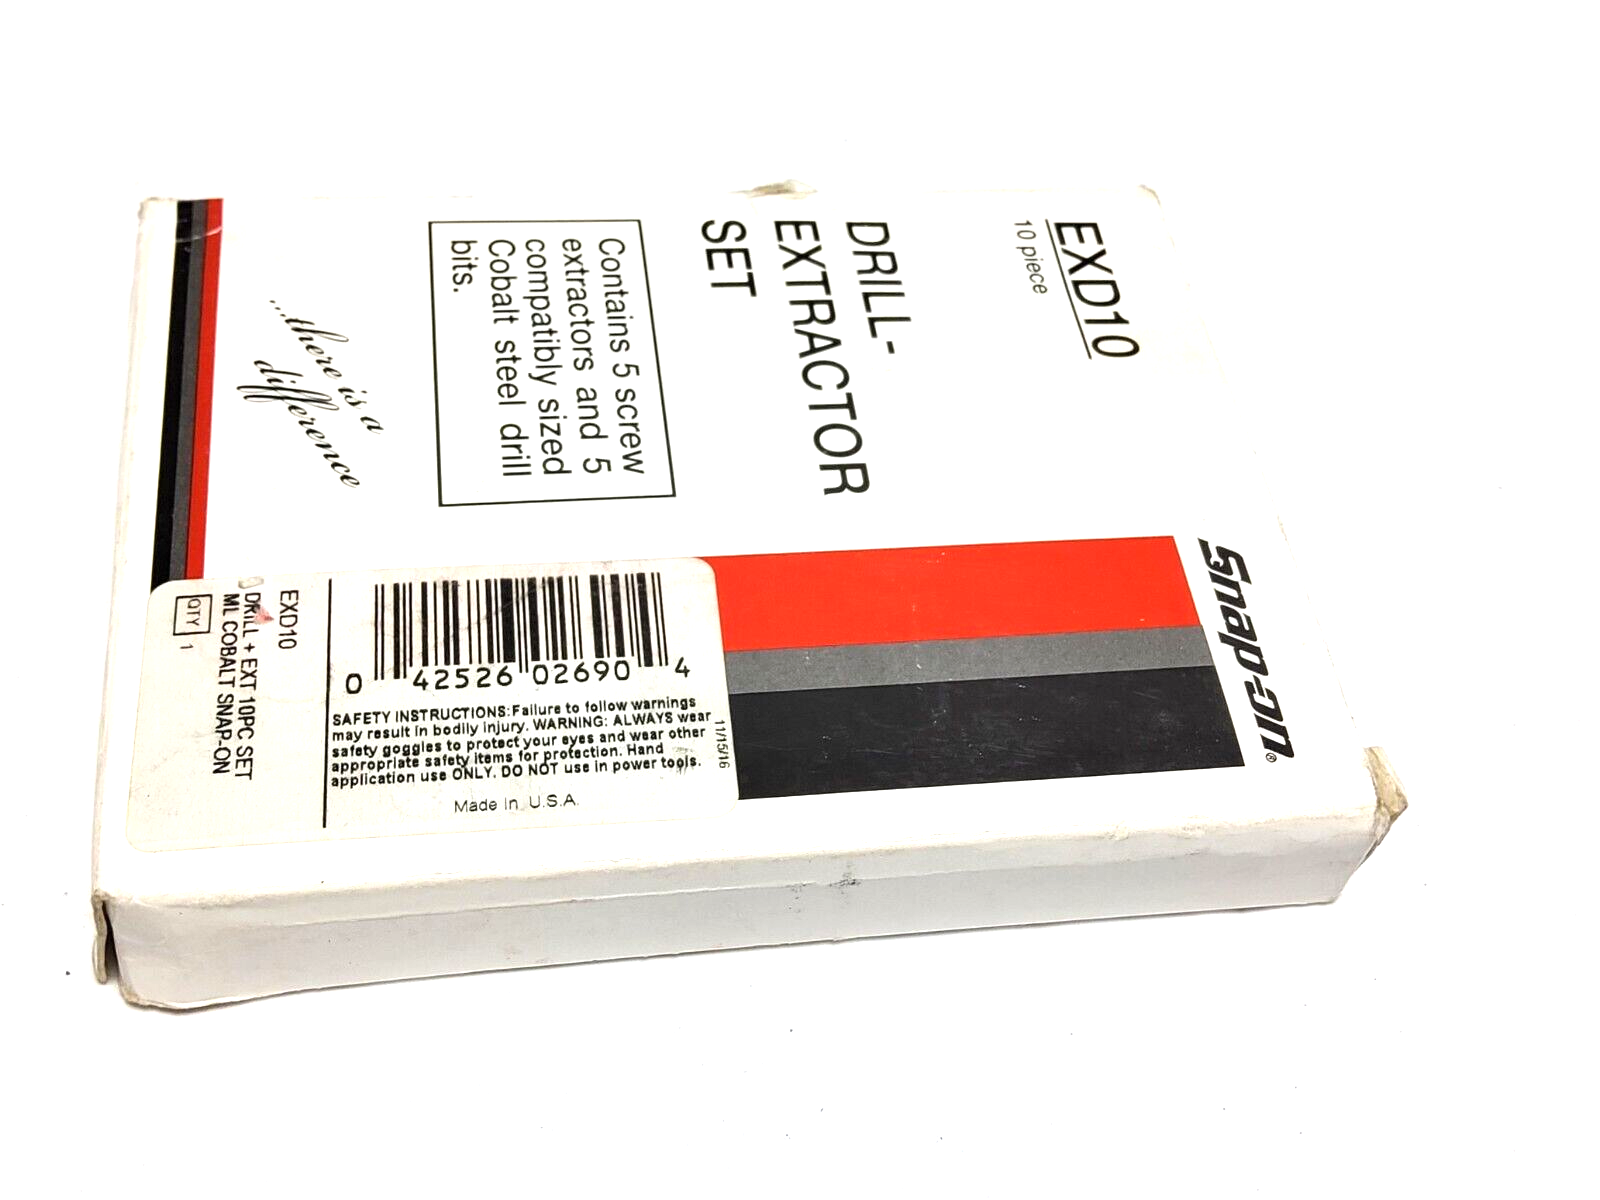 EXD10
10 piece
DRILL-
EXTRACTOR
SET
Contains 5 screw
extractors and 5
compatibly sized
Cobalt steel drill
bits.
...there is a
difference
Snap-on®
0 42526 02690 4
SAFETY INSTRUCTIONS: Failure to follow warnings
may result in bodily injury. WARNING: ALWAYS wear
safety goggles to protect your eyes and wear other
appropriate safety items for protection. Hand
application use ONLY. DO NOT use in power tools.
Made in U.S.A.
11/15/16
EXD10
DRILL + EXT 10PC SET
ML COBALT SNAP-ON
QTY 1